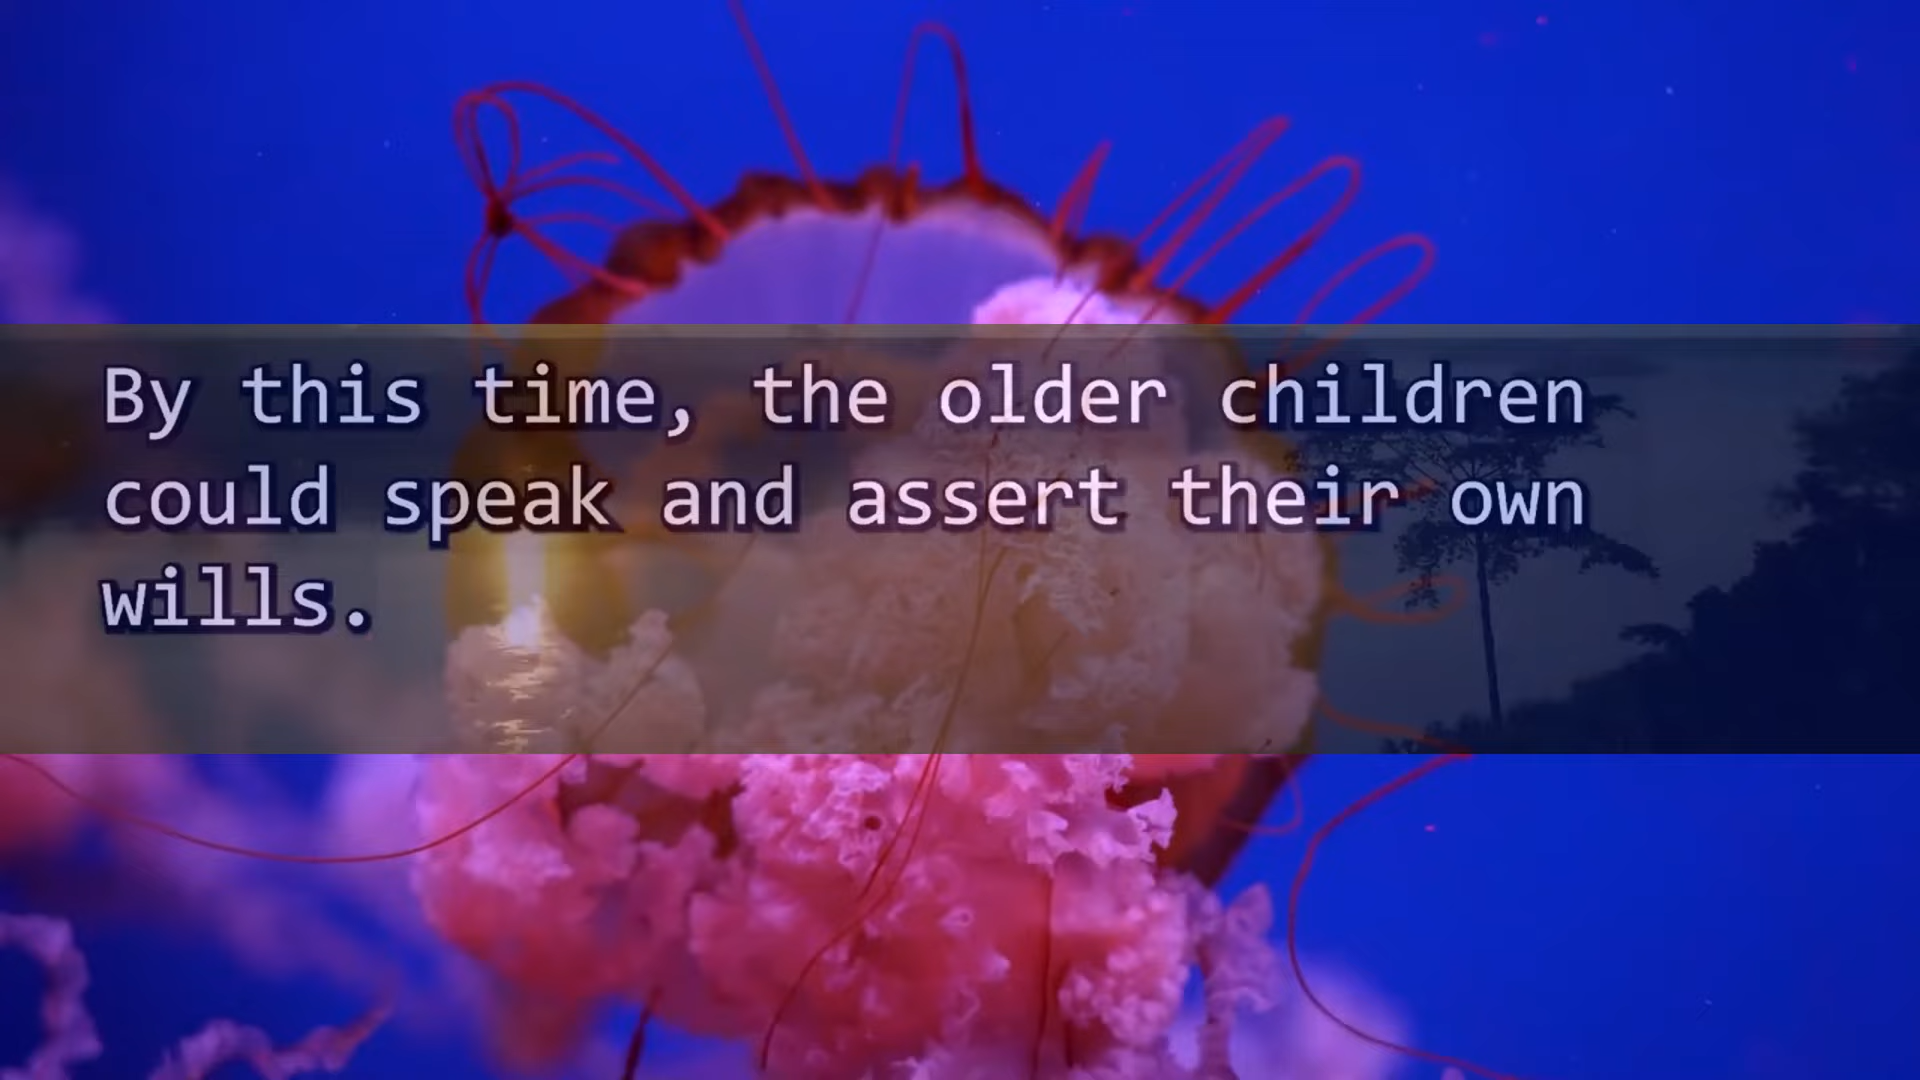 By this time, the older children
could speak and assert their own
wills.